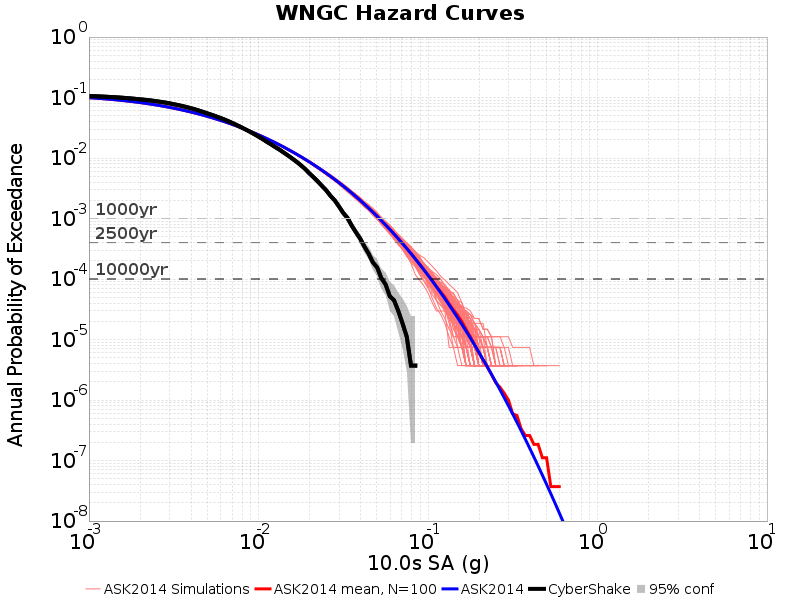 WNGC Hazard Curves
Annual Probability of Exceedance
10^0
10^-1
10^-2
10^-3
10^-4
10^-5
10^-6
10^-7
10^-8
1000yr
2500yr
10000yr
10^-3 10^-2 10^-1 10^0 10^1
10.0s SA (g)
ASK2014 Simulations ASK2014 mean, N=100 ASK2014 CyberShake 95% conf